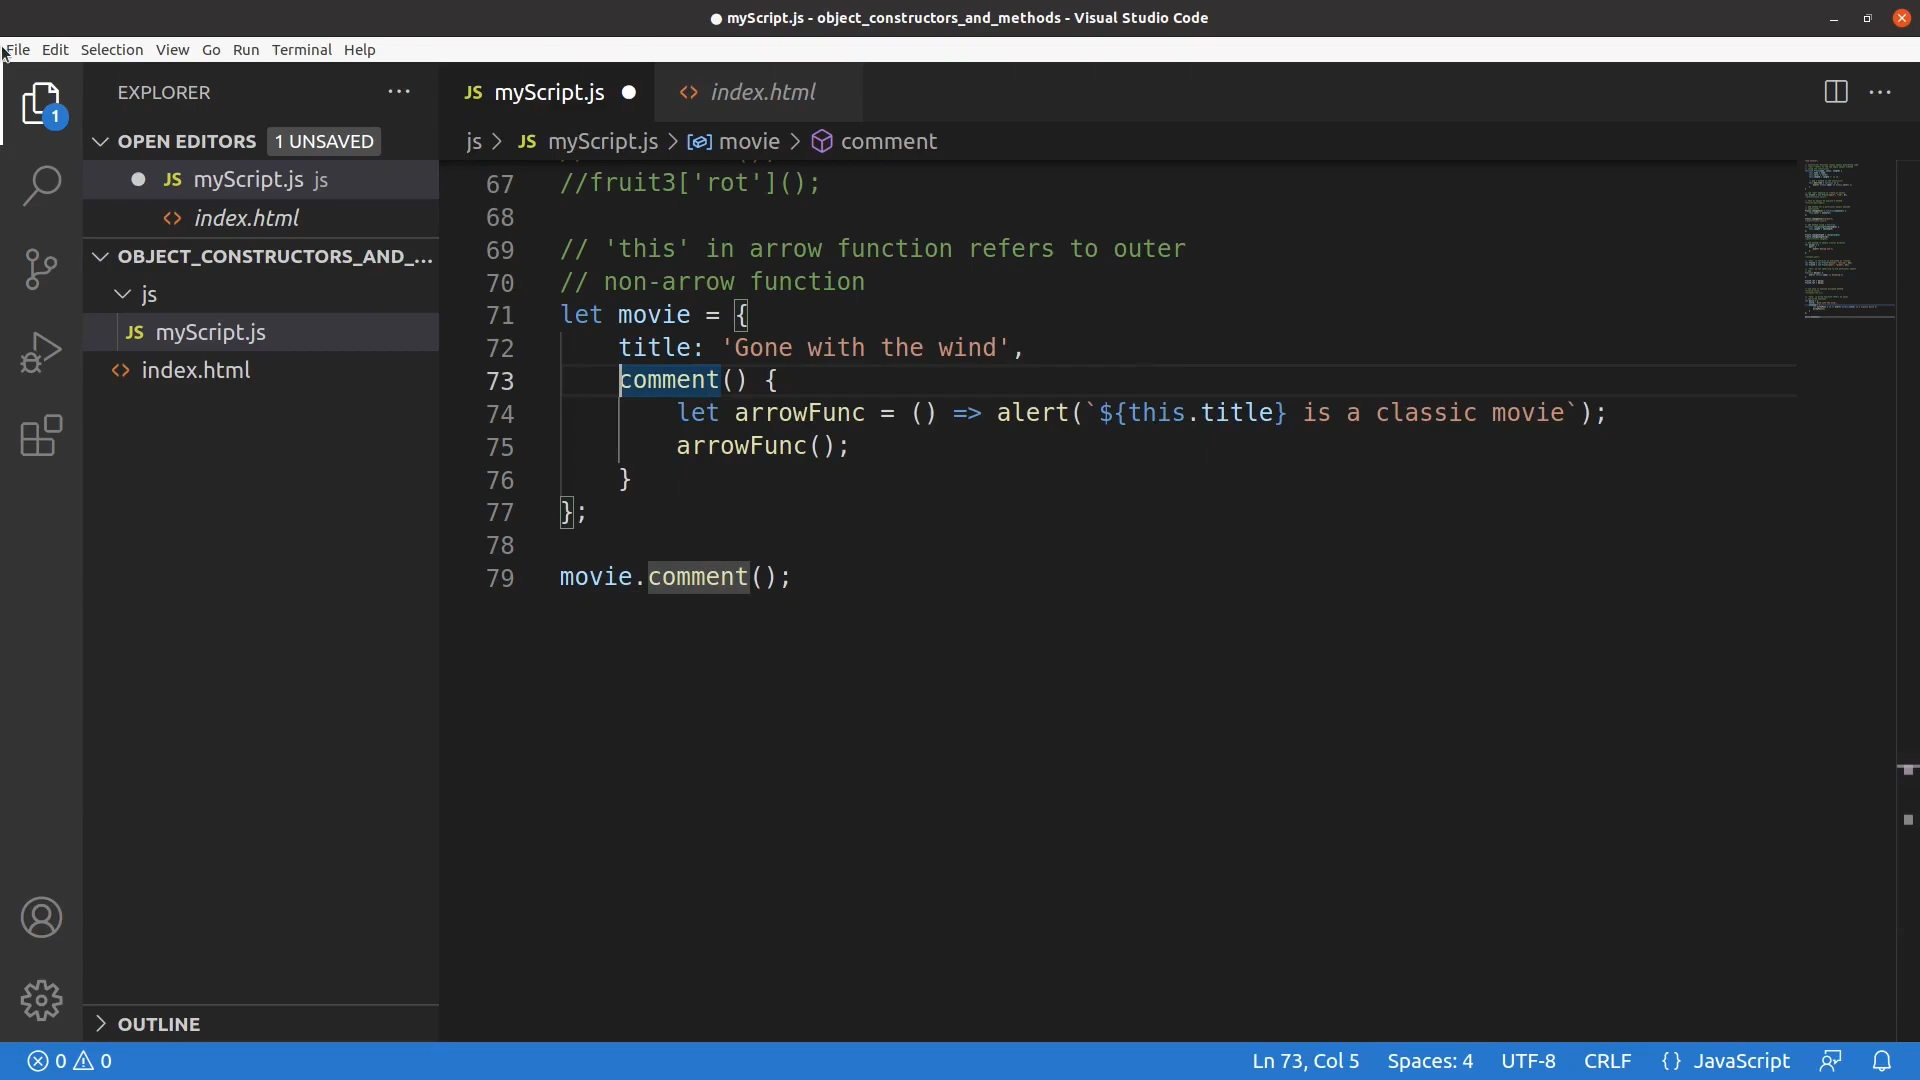 myScript.js - object_constructors_and_methods - Visual Studio Code
File Edit Selection View Go Run Terminal Help
1
EXPLORER
OPEN EDITORS 1 UNSAVED
JS myScript.js js
<> index.html
OBJECT_CONSTRUCTORS_AND_...
js
JS myScript.js
<> index.html
OUTLINE
JS myScript.js
<> index.html
js > JS myScript.js > movie > comment
67 //fruit3['rot']();
68
69 // 'this' in arrow function refers to outer
70 // non-arrow function
71 let movie = {
72 title: 'Gone with the wind',
73 comment() {
74 let arrowFunc = () => alert(`${this.title} is a classic movie`);
75 arrowFunc();
76 }
77 };
78
79 movie.comment();
0 0
Ln 73, Col 5 Spaces: 4 UTF-8 CRLF {} JavaScript